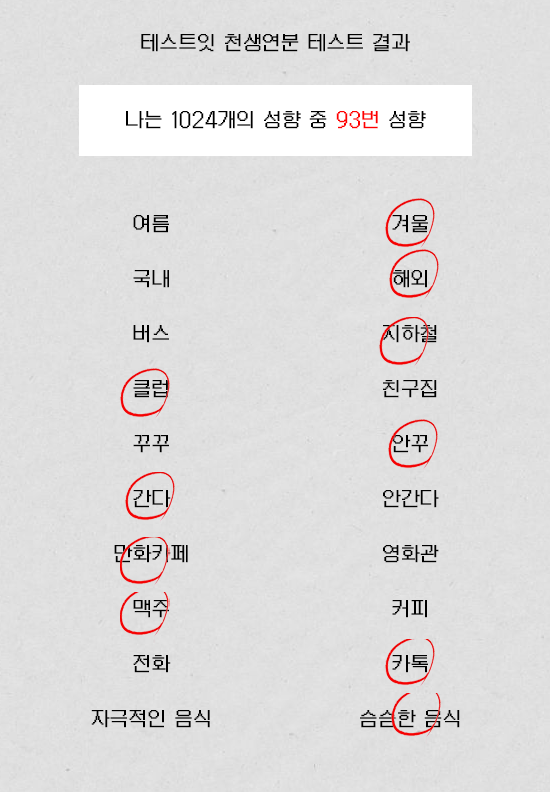 테스트잇 천생연분 테스트 결과
나는 1024개의 성향 중 93번 성향
여름 겨울
국내 해외
버스 지하철
클럽 친구집
꾸꾸 안꾸
간다 안간다
만화카페 영화관
맥주 커피
전화 카톡
자극적인 음식 슴슴한 음식